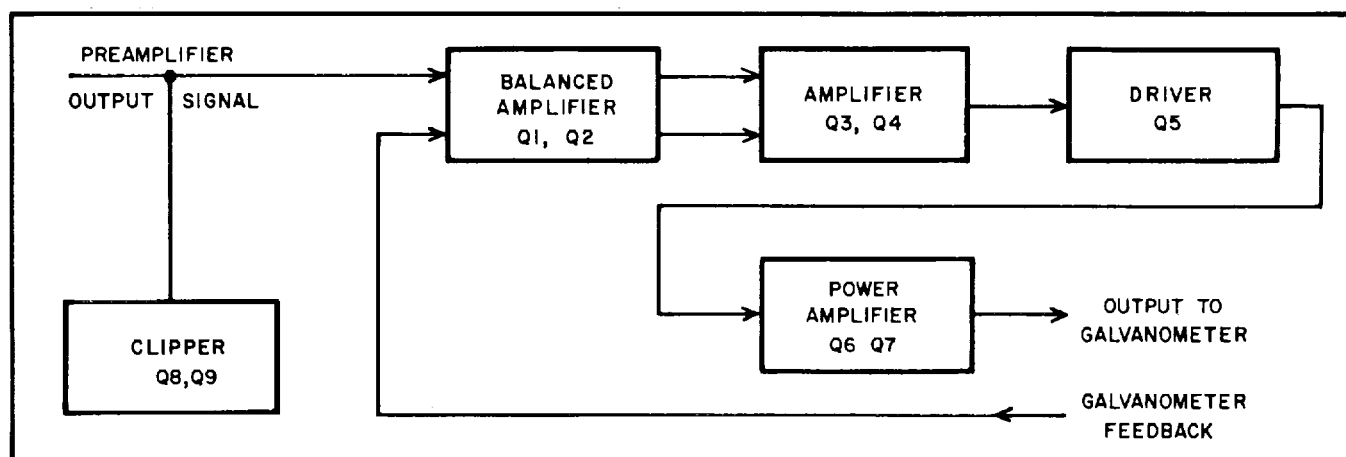 PREAMPLIFIER
OUTPUT SIGNAL
BALANCED
AMPLIFIER
Q1, Q2
AMPLIFIER
Q3, Q4
DRIVER
Q5
CLIPPER
Q8,Q9
POWER
AMPLIFIER
Q6 Q7
OUTPUT TO
GALVANOMETER
GALVANOMETER
FEEDBACK